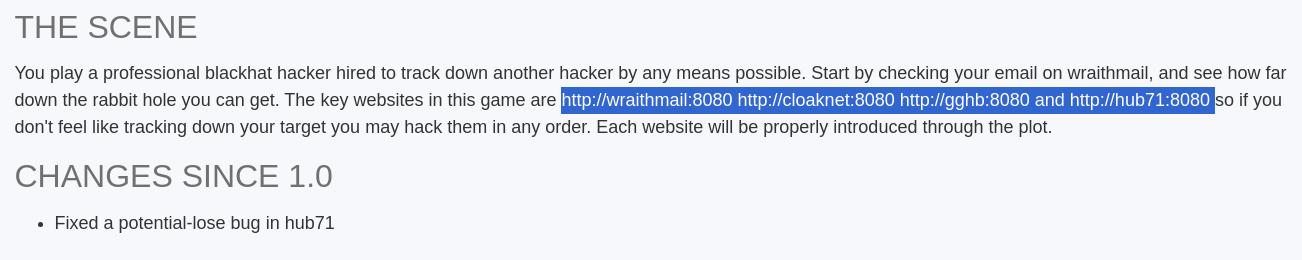 THE SCENE
You play a professional blackhat hacker hired to track down another hacker by any means possible. Start by checking your email on wraithmail, and see how far
down the rabbit hole you can get. The key websites in this game are http://wraithmail:8080 http://cloaknet:8080 http://gghb:8080 and http://hub71:8080 so if you
don't feel like tracking down your target you may hack them in any order. Each website will be properly introduced through the plot.
CHANGES SINCE 1.0
• Fixed a potential-lose bug in hub71